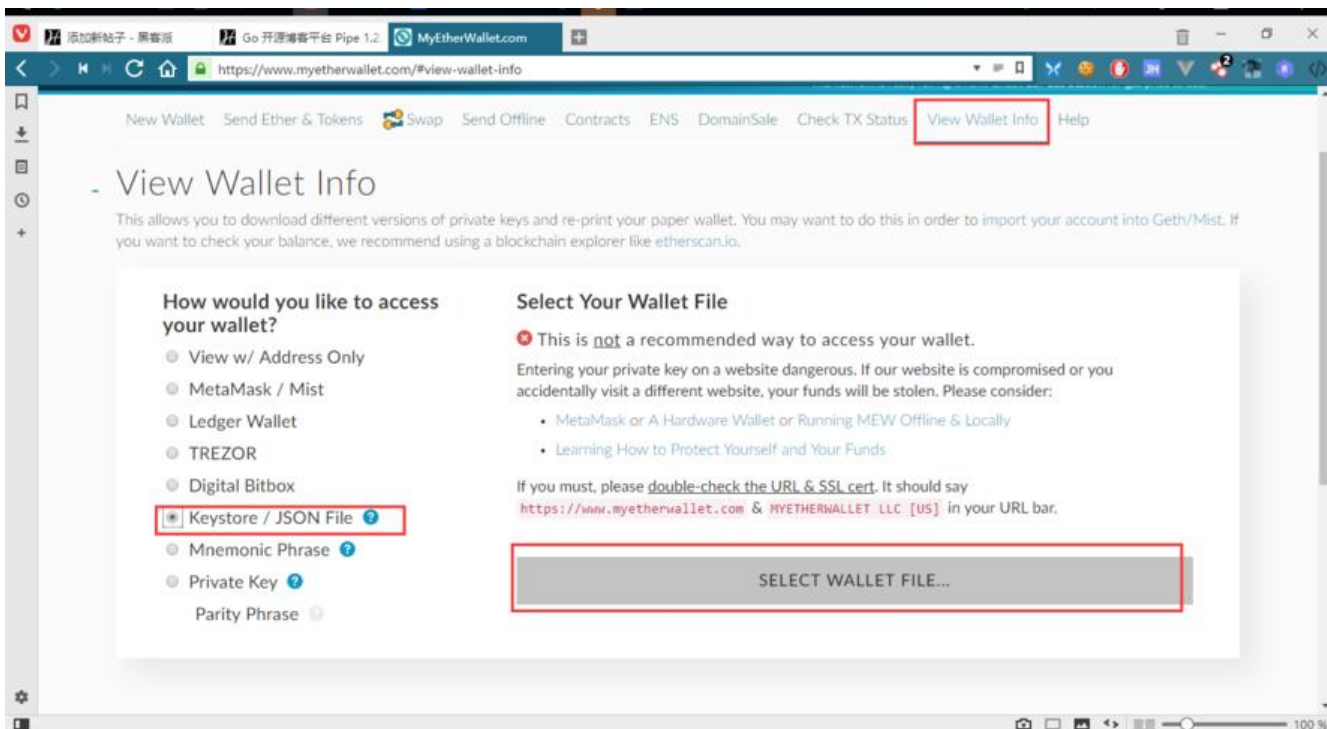 添加新帖子 - 黑客派
Go 开源博客平台 Pipe 1.2
MyEtherWallet.com
https://www.myetherwallet.com/#view-wallet-info
2
New Wallet Send Ether & Tokens Swap Send Offline Contracts ENS DomainSale Check TX Status View Wallet Info Help
- View Wallet Info
This allows you to download different versions of private keys and re-print your paper wallet. You may want to do this in order to import your account into Geth/Mist. If
you want to check your balance, we recommend using a blockchain explorer like etherscan.io.
How would you like to access
your wallet?
View w/ Address Only
MetaMask / Mist
Ledger Wallet
TREZOR
Digital Bitbox
Keystore / JSON File ?
Mnemonic Phrase ?
Private Key ?
Parity Phrase ?
Select Your Wallet File
This is not a recommended way to access your wallet.
Entering your private key on a website dangerous. If our website is compromised or you
accidentally visit a different website, your funds will be stolen. Please consider:
• MetaMask or A Hardware Wallet or Running MEW Offline & Locally
• Learning How to Protect Yourself and Your Funds
If you must, please double-check the URL & SSL cert. It should say
https://www.myetherwallet.com & MYETHERWALLET LLC [US] in your URL bar.
SELECT WALLET FILE...
100 %